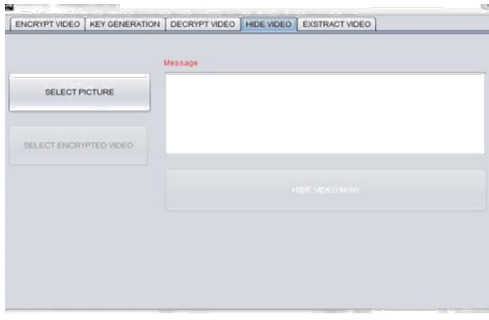 ENCRYPT VIDEO KEY GENERATION DECRYPT VIDEO HIDE VIDEO EXSTRACT VIDEO
Message
SELECT PICTURE
SELECT ENCRYPTED VIDEO
HIDE VIDEO NOW